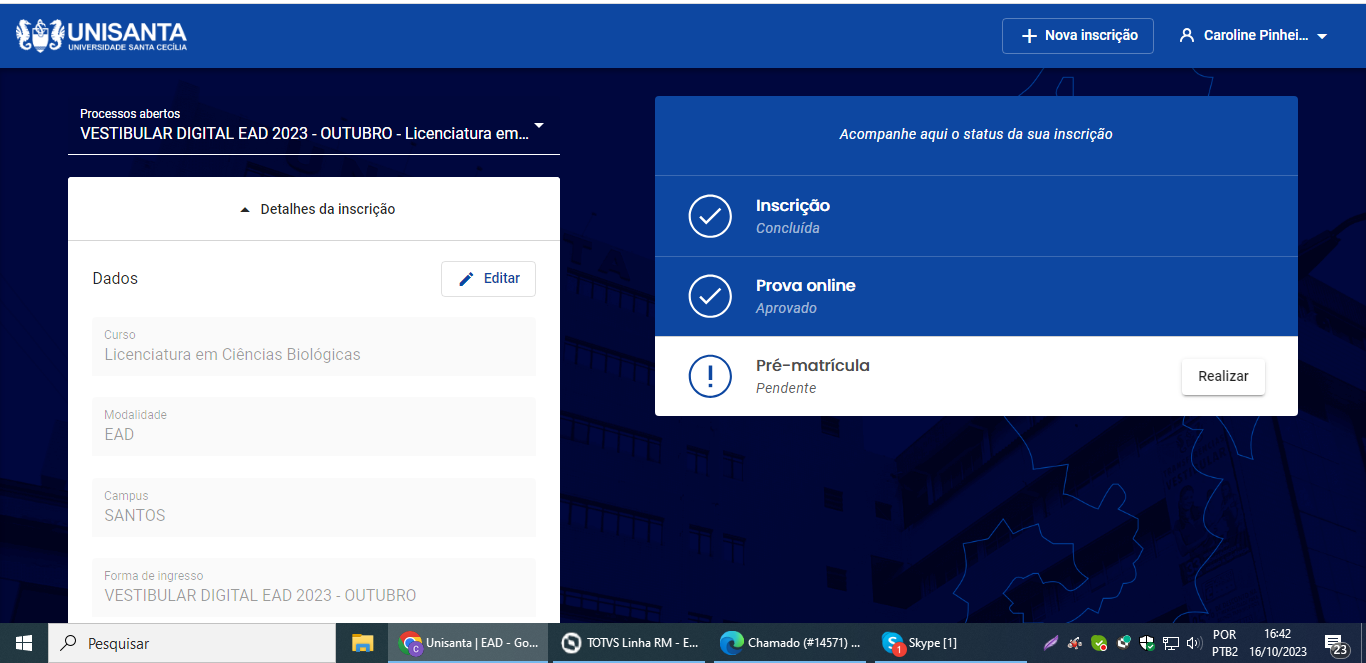 UNISANTA
UNIVERSIDADE SANTA CECÍLIA
Nova inscrição
Caroline Pinhei...
Processos abertos
VESTIBULAR DIGITAL EAD 2023 - OUTUBRO - Licenciatura em...
Detalhes da inscrição
Dados
Editar
Curso
Licenciatura em Ciências Biológicas
Modalidade
EAD
Campus
SANTOS
Forma de ingresso
VESTIBULAR DIGITAL EAD 2023 - OUTUBRO
Acompanhe aqui o status da sua inscrição
Inscrição
Concluída
Prova online
Aprovado
Pré-matrícula
Pendente
Realizar
Pesquisar
C
Unisanta | EAD - Go...
TOTVS Linha RM - E...
Chamado (#14571) ...
1
Skype [1]
POR
PTB2
16:42
16/10/2023
23